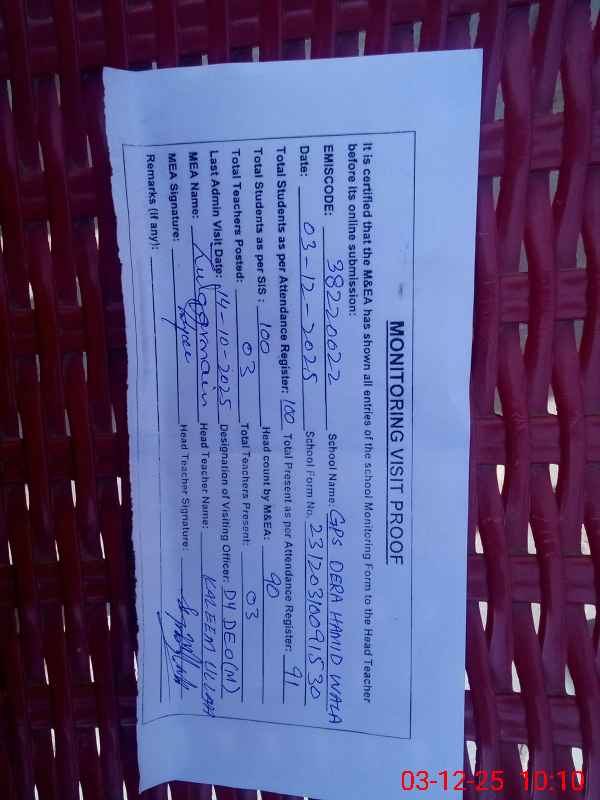 MONITORING VISIT PROOF
It is certified that the M&EA has shown all entries of the school Monitoring Form to the Head Teacher
before its online submission:
EMISCODE: 38220022 School Name: GPS DERA HAMID WALA
Date: 03-12-2025 School Form No. 23120310091530
Total Students as per Attendance Register: 100 Total Present as per Attendance Register: 91
Total Students as per SIS : 100 Head count by M&EA: 90
Total Teachers Posted: 03 Total Teachers Present: 03
Last Admin Visit Date: 14-10-2025 Designation of Visiting Officer: DY DEO(M)
MEA Name: Head Teacher Name: KALEEM ULLAH
MEA Signature: Head Teacher Signature:
Remarks (if any):
03-12-25 10:10